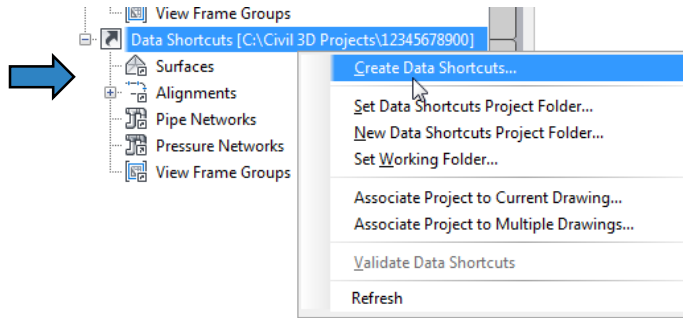 View Frame Groups
Data Shortcuts [C:\Civil 3D Projects\12345678900]
Surfaces
Alignments
Pipe Networks
Pressure Networks
View Frame Groups
Create Data Shortcuts...
Set Data Shortcuts Project Folder...
New Data Shortcuts Project Folder...
Set Working Folder...
Associate Project to Current Drawing...
Associate Project to Multiple Drawings...
Validate Data Shortcuts
Refresh